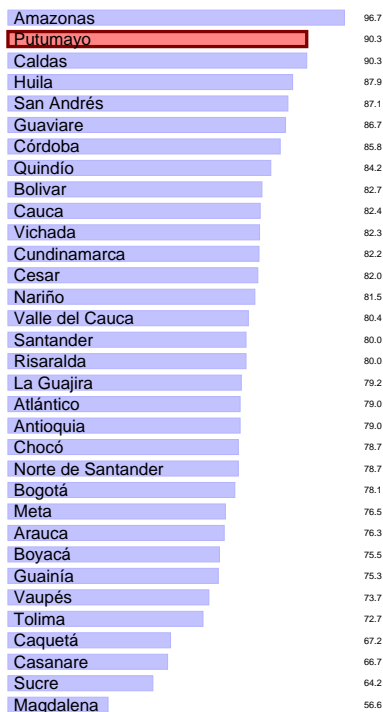 Amazonas 96.7
Putumayo 90.3
Caldas 90.3
Huila 87.9
San Andrés 87.1
Guaviare 86.7
Córdoba 85.8
Quindío 84.2
Bolivar 82.7
Cauca 82.4
Vichada 82.3
Cundinamarca 82.2
Cesar 82.0
Nariño 81.5
Valle del Cauca 80.4
Santander 80.0
Risaralda 80.0
La Guajira 79.2
Atlántico 79.0
Antioquia 79.0
Chocó 78.7
Norte de Santander 78.7
Bogotá 78.1
Meta 76.5
Arauca 76.3
Boyacá 75.5
Guainía 75.3
Vaupés 73.7
Tolima 72.7
Caquetá 67.2
Casanare 66.7
Sucre 64.2
Magdalena 56.6